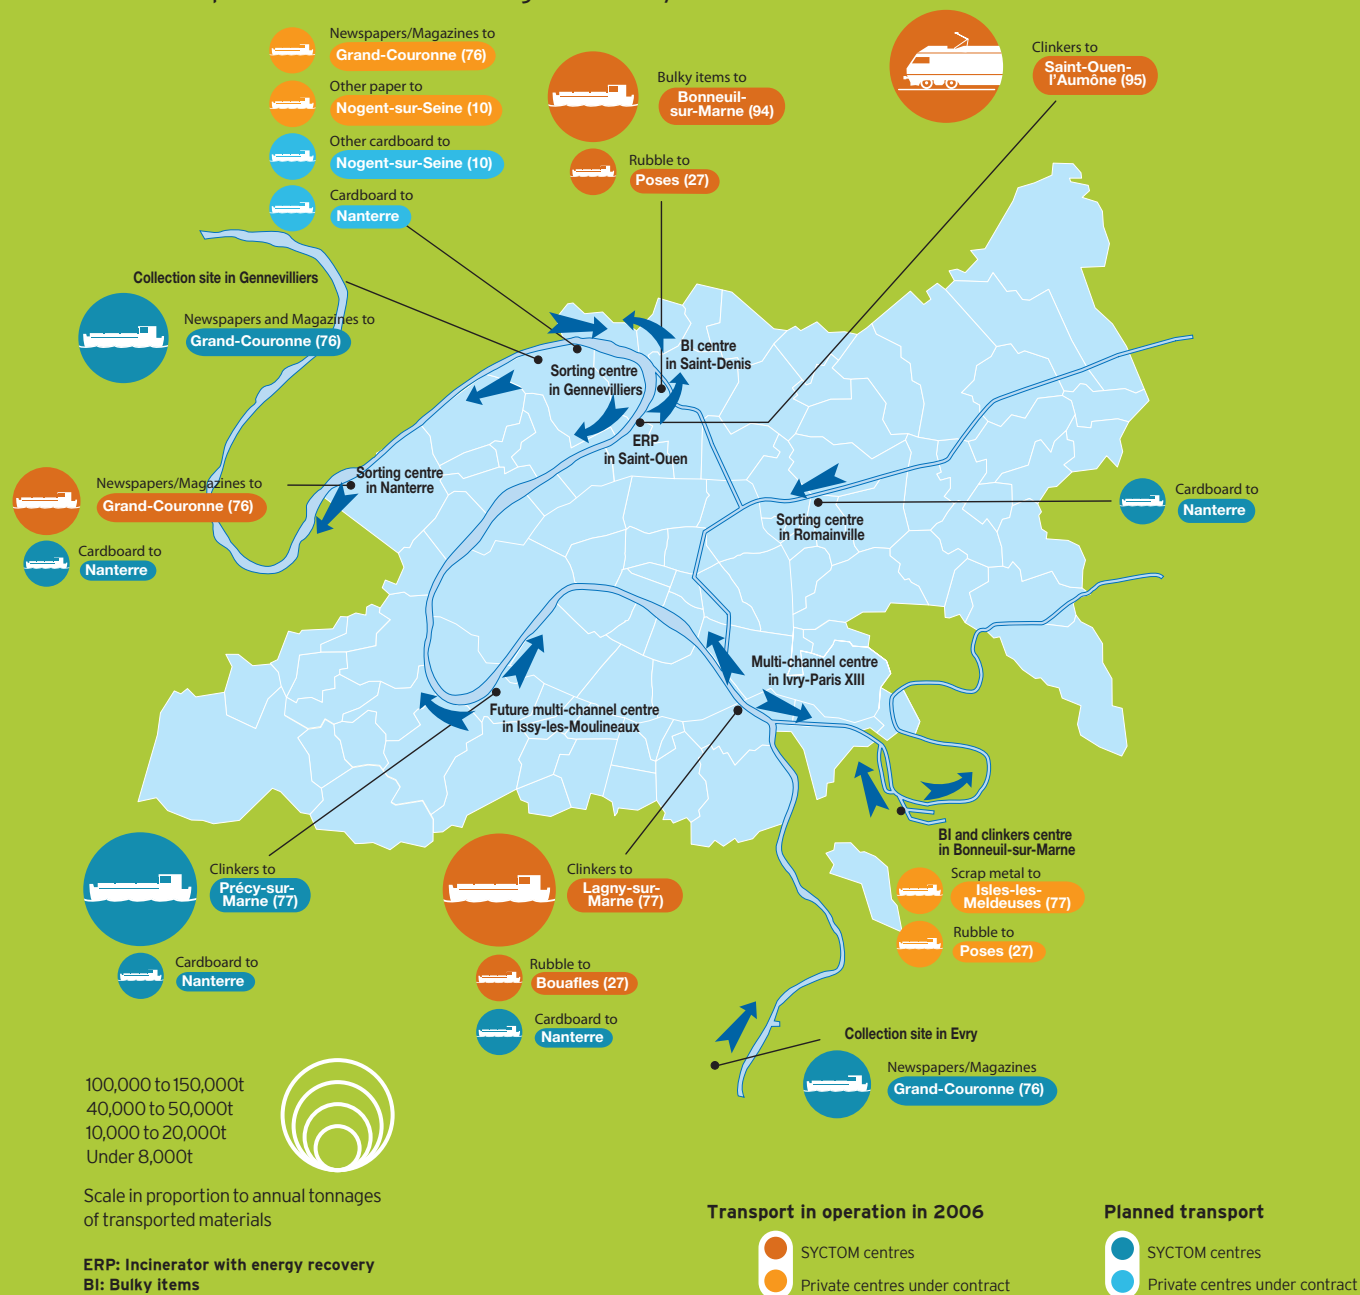 Newspapers/Magazines to
Grand-Couronne (76)
Other paper to
Nogent-sur-Seine (10)
Other cardboard to
Nogent-sur-Seine (10)
Cardboard to
Nanterre
Bulky items to
Bonneuil-
sur-Marne (94)
Rubble to
Poses (27)
Clinkers to
Saint-Ouen-
l'Aumône (95)
Collection site in Gennevilliers
Newspapers and Magazines to
Grand-Couronne (76)
Sorting centre
in Gennevilliers
BI centre
in Saint-Denis
ERP
in Saint-Ouen
Newspapers/Magazines to
Grand-Couronne (76)
Cardboard to
Nanterre
Sorting centre
in Nanterre
Sorting centre
in Romainville
Cardboard to
Nanterre
Multi-channel centre
in Ivry-Paris XIII
Future multi-channel centre
in Issy-les-Moulineaux
Clinkers to
Précy-sur-
Marne (77)
Cardboard to
Nanterre
Clinkers to
Lagny-sur-
Marne (77)
Rubble to
Bouafles (27)
Cardboard to
Nanterre
BI and clinkers centre
in Bonneuil-sur-Marne
Scrap metal to
Isles-les-
Meldeuses (77)
Rubble to
Poses (27)
Collection site in Evry
Newspapers/Magazines
Grand-Couronne (76)
100,000 to 150,000t
40,000 to 50,000t
10,000 to 20,000t
Under 8,000t
Scale in proportion to annual tonnages
of transported materials
ERP: Incinerator with energy recovery
BI: Bulky items
Transport in operation in 2006
SYCTOM centres
Private centres under contract
Planned transport
SYCTOM centres
Private centres under contract